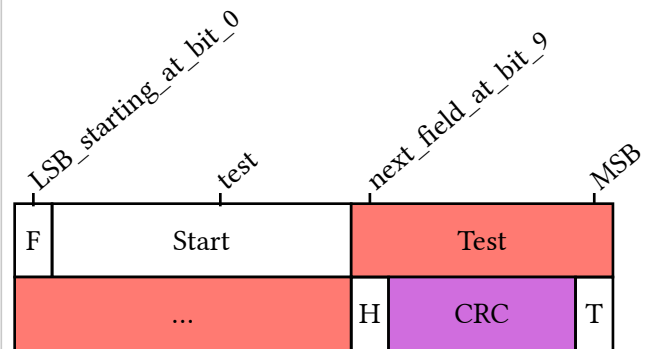 LSB_starting_at_bit_0
test
next_field_at_bit_9
MSB
F
Start
Test
...
H
CRC
T